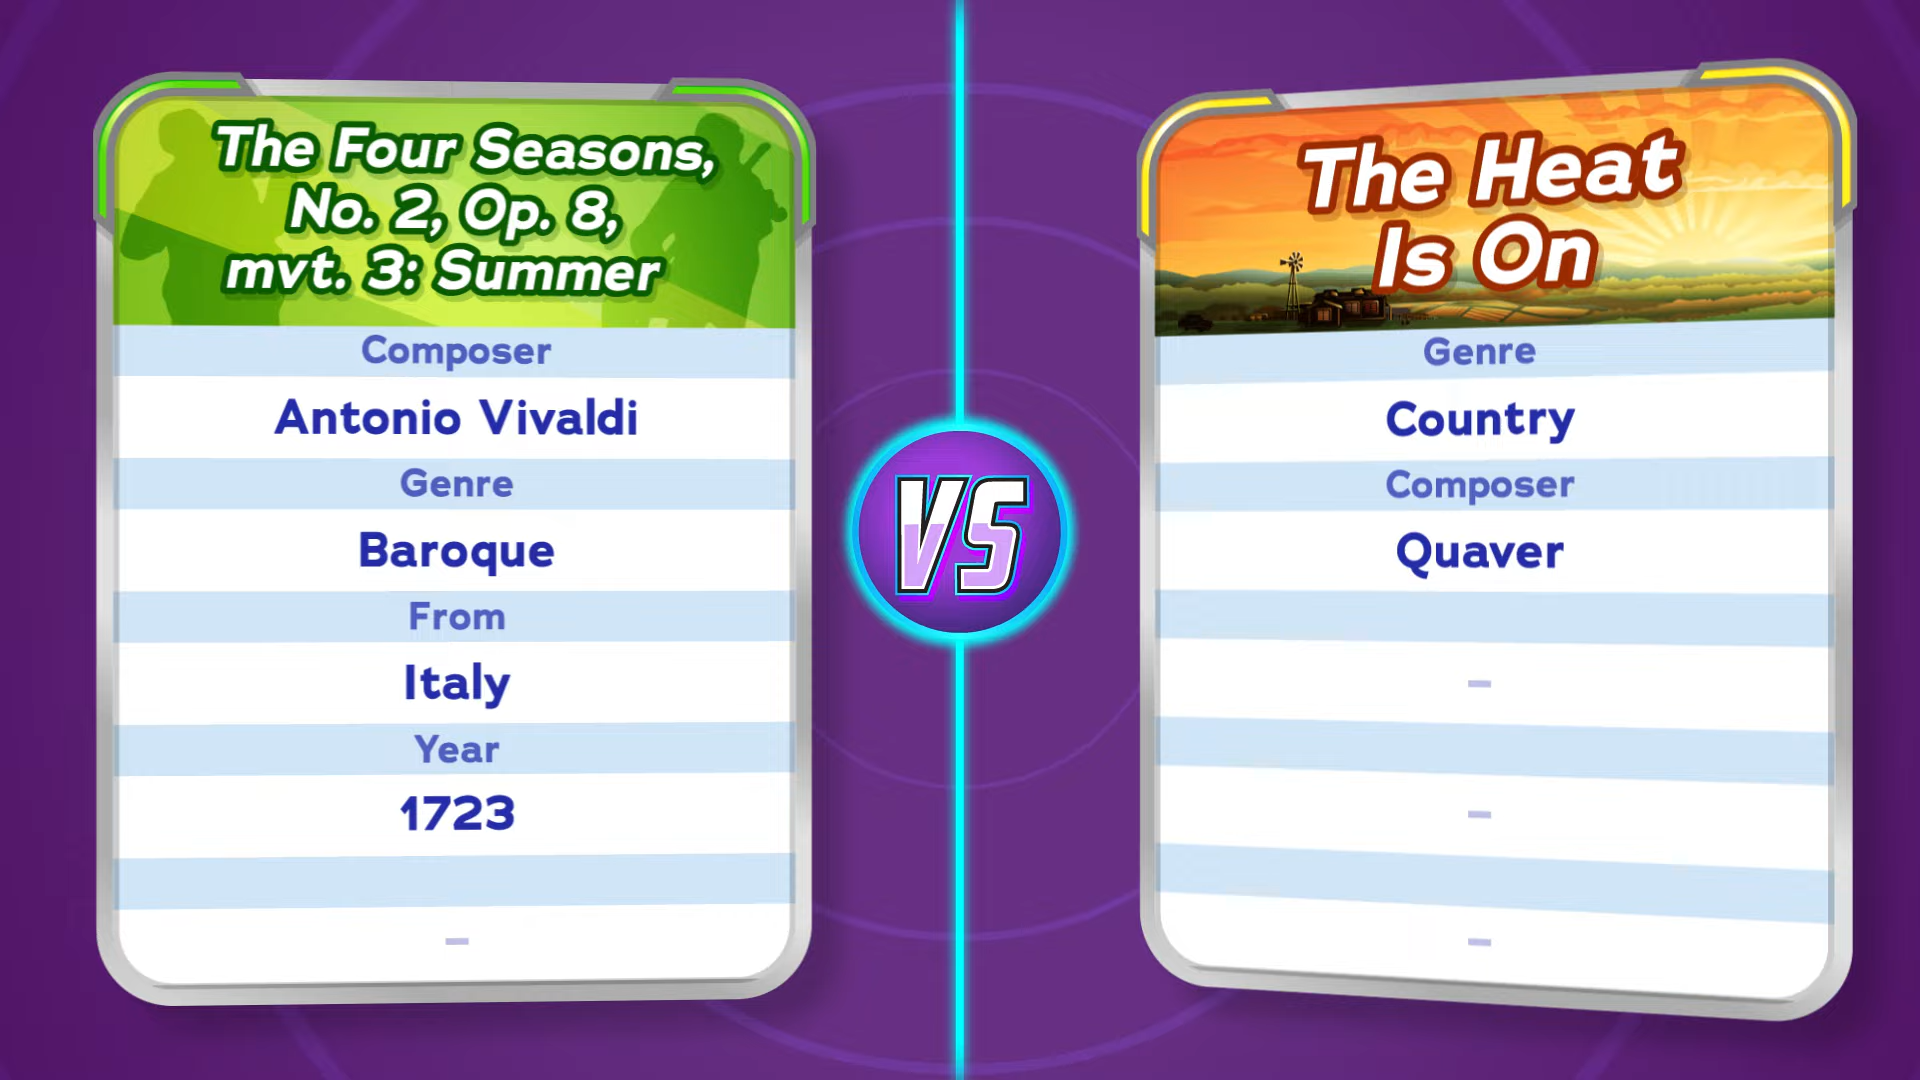 The Four Seasons,
No. 2, Op. 8,
mvt. 3: Summer
Composer
Antonio Vivaldi
Genre
Baroque
From
Italy
Year
1723
-
VS
The Heat
Is On
Genre
Country
Composer
Quaver
-
-
-